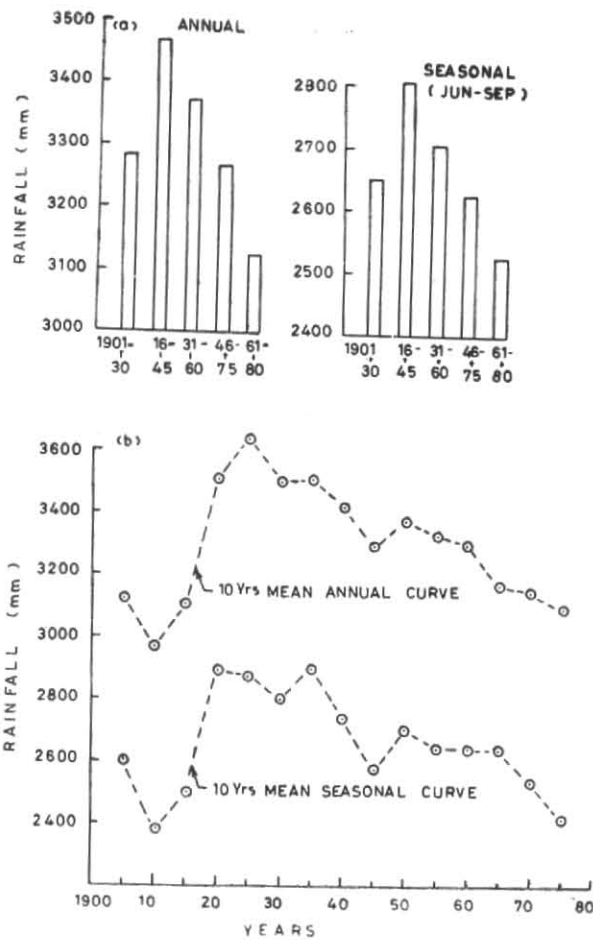 (a) ANNUAL
3500
3400
3300
3200
3100
3000
RAINFALL (mm)
1901- 16- 31- 46- 61-
30 45 60 75 80
SEASONAL
(JUN-SEP)
2800
2700
2600
2500
2400
1901 16- 31- 46- 61-
30 45 60 75 80
(b)
3600
3400
3200
3000
2800
2600
2400
RAINFALL (mm)
10 Yrs MEAN ANNUAL CURVE
10 Yrs MEAN SEASONAL CURVE
1900 10 20 30 40 50 60 70 80
YEARS